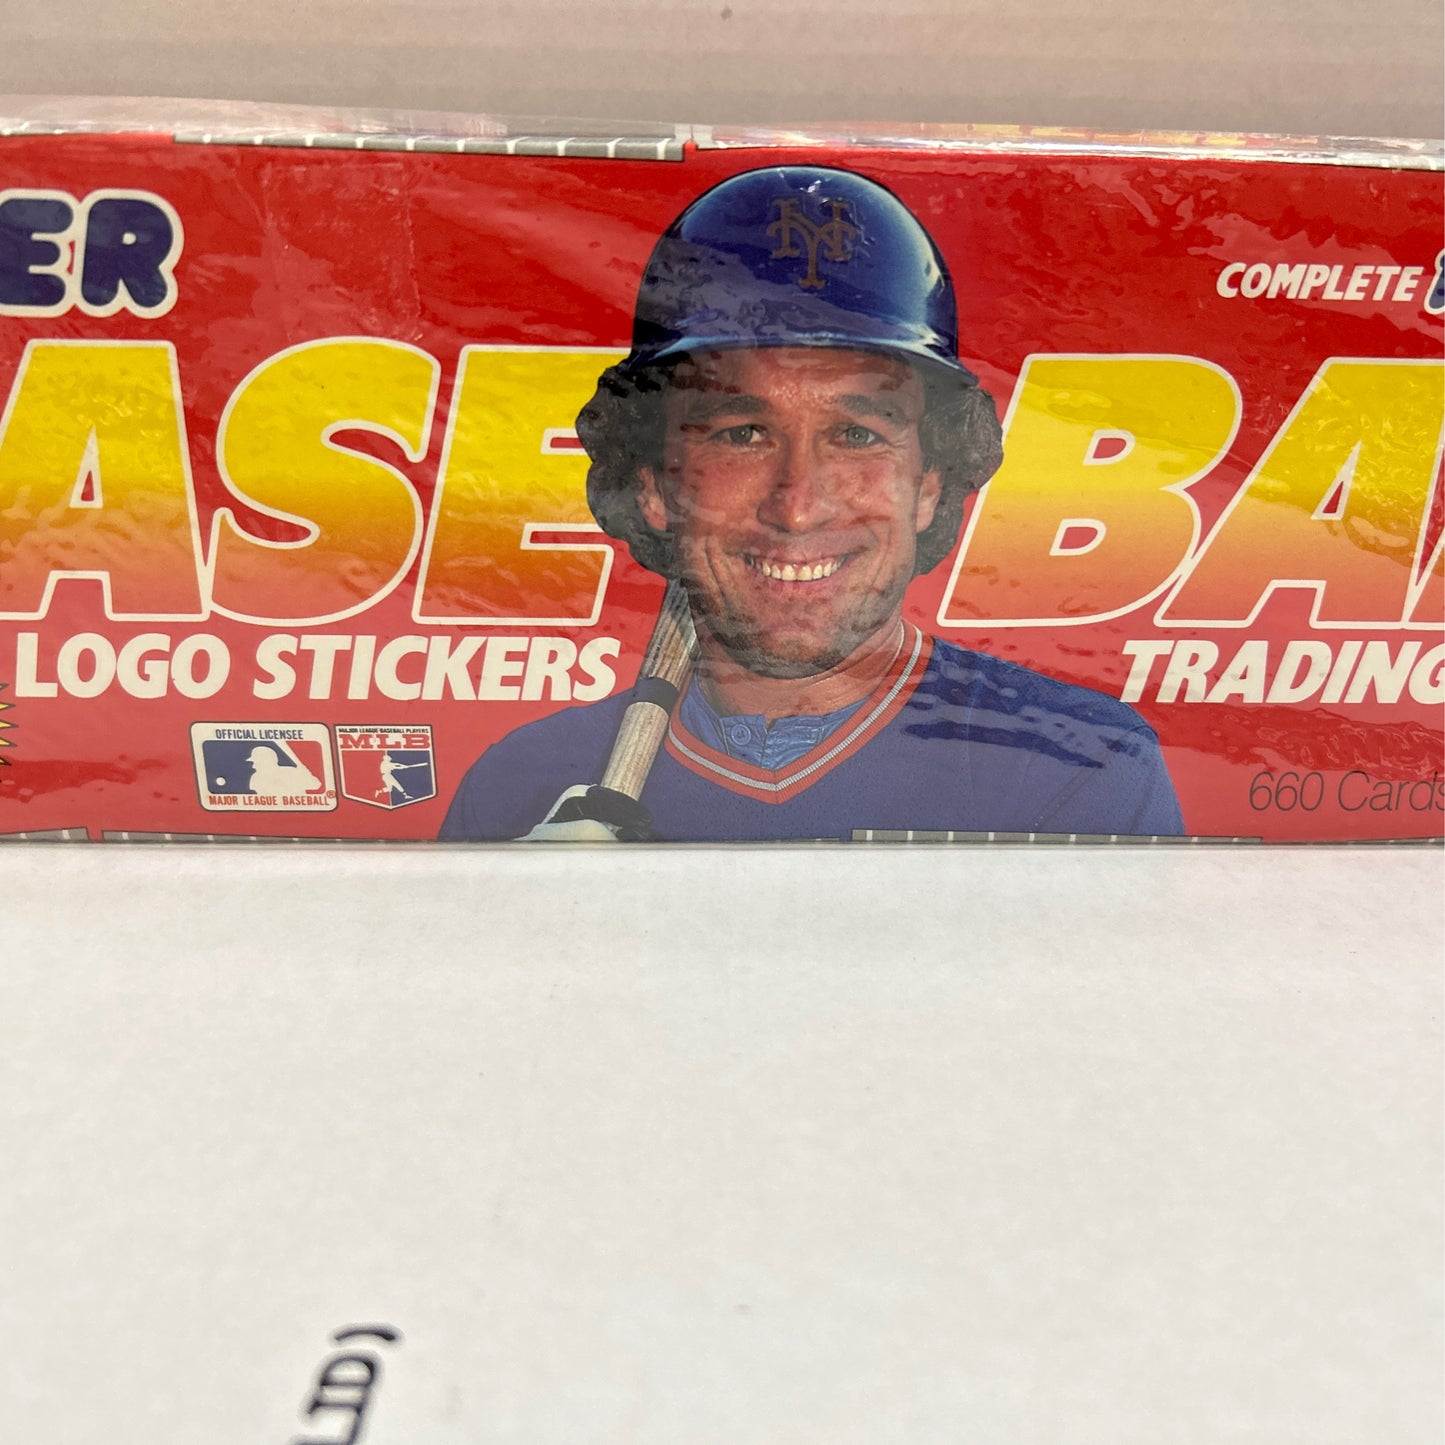 ER
COMPLETE
ASE BA
LOGO STICKERS
TRADING
OFFICIAL LICENSEE
MAJOR LEAGUE BASEBALL®
MAJOR LEAGUE BASEBALL PLAYERS
MLB
NY
660 Cards